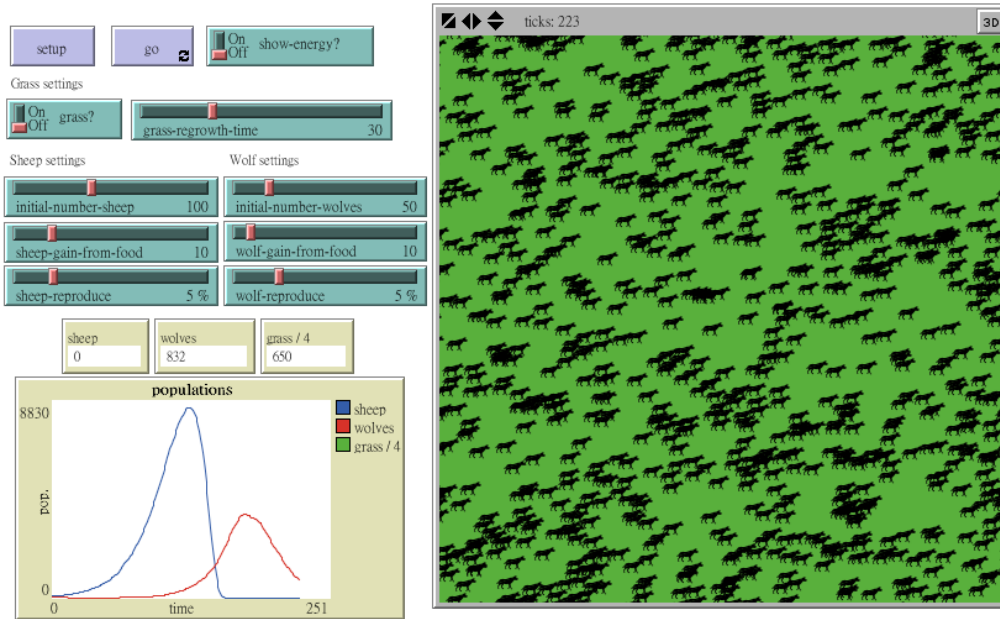 ticks: 223
3D
setup
go
On
Off
show-energy?
Grass settings
On
Off
grass?
grass-regrowth-time 30
Sheep settings
Wolf settings
initial-number-sheep 100
initial-number-wolves 50
sheep-gain-from-food 10
wolf-gain-from-food 10
sheep-reproduce 5 %
wolf-reproduce 5 %
sheep
0
wolves
832
grass / 4
650
populations
8830
pop.
0
0
time
251
sheep
wolves
grass / 4